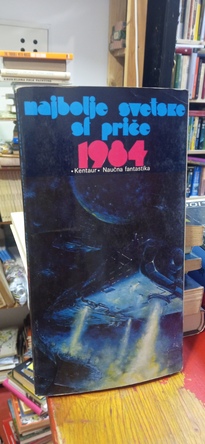 najbolje svetske
sf priče
1984
• Kentaur • Naučna fantastika